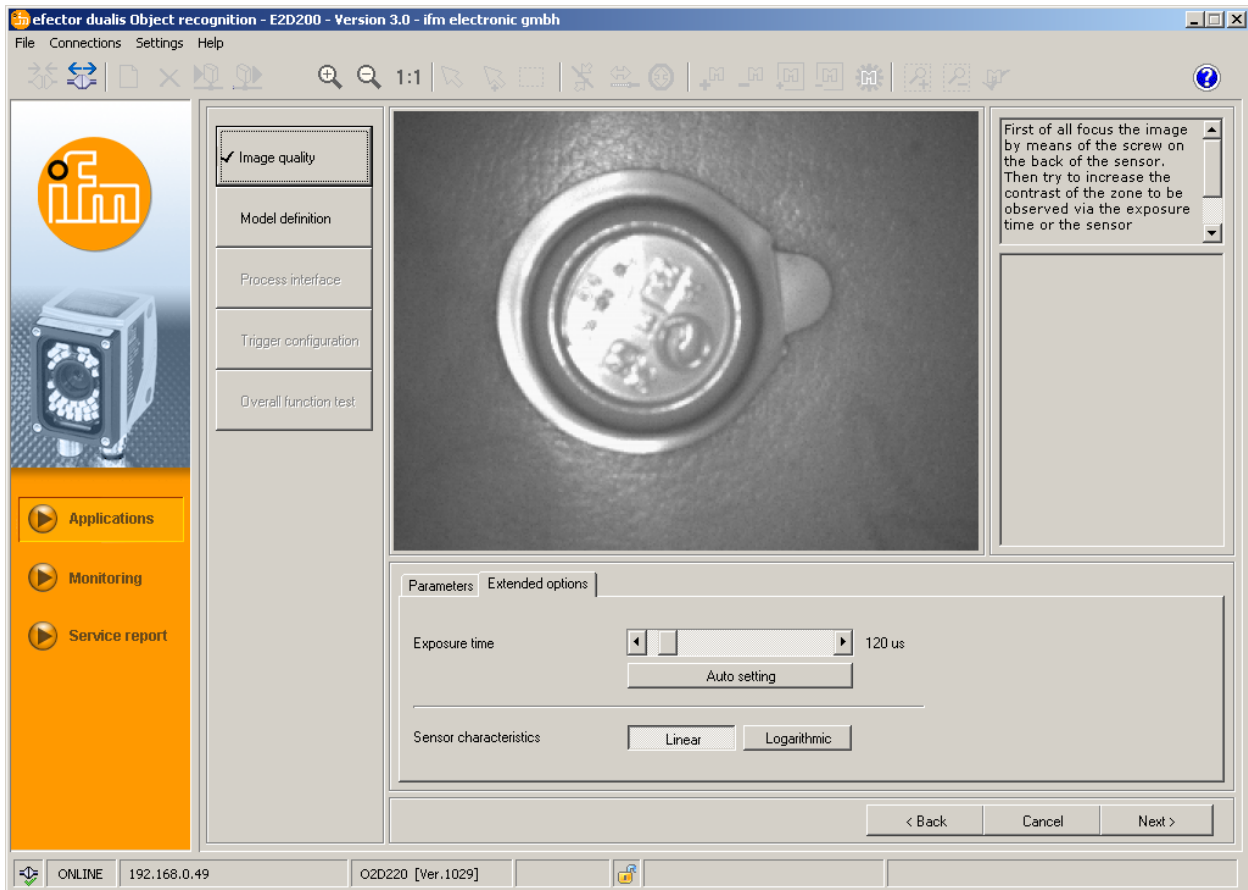 efector dualis Object recognition - E2D200 - Version 3.0 - ifm electronic gmbh
File Connections Settings Help
1:1
ifm
Image quality
Model definition
Process interface
Trigger configuration
Overall function test
First of all focus the image
by means of the screw on
the back of the sensor.
Then try to increase the
contrast of the zone to be
observed via the exposure
time or the sensor
Applications
Monitoring
Service report
Parameters Extended options
Exposure time 120 us
Auto setting
Sensor characteristics Linear Logarithmic
< Back Cancel Next >
ONLINE 192.168.0.49 O2D220 [Ver.1029]